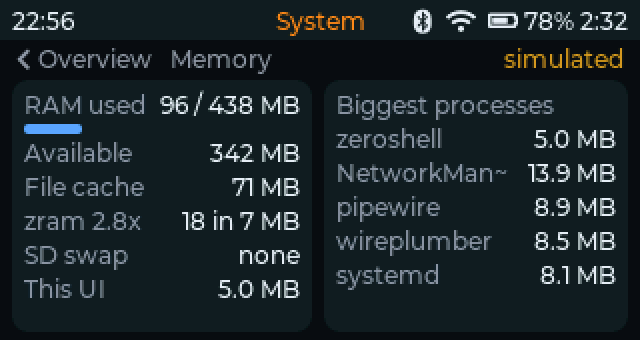 22:56 System 78% 2:32
Overview Memory simulated
RAM used 96 / 438 MB
Available 342 MB
File cache 71 MB
zram 2.8x 18 in 7 MB
SD swap none
This UI 5.0 MB
Biggest processes
zeroshell 5.0 MB
NetworkMan~ 13.9 MB
pipewire 8.9 MB
wireplumber 8.5 MB
systemd 8.1 MB